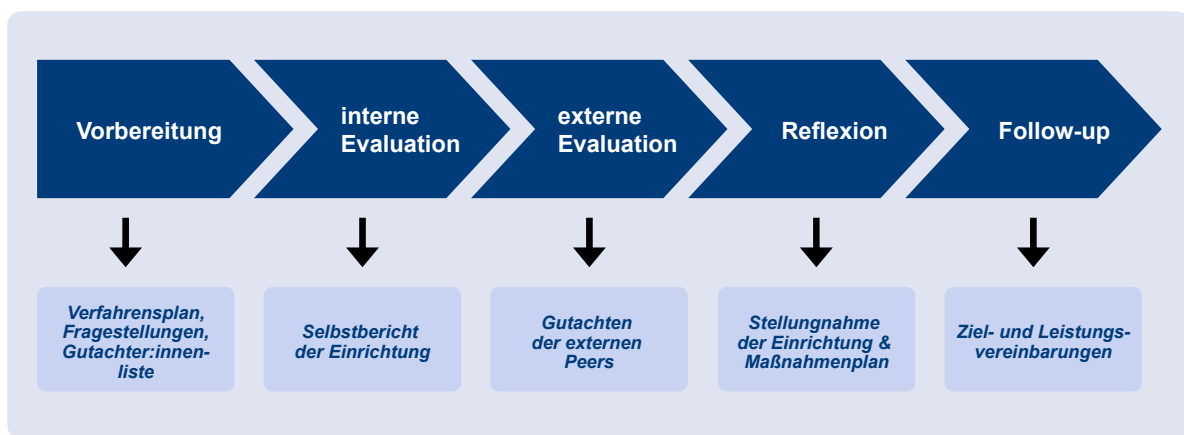 Vorbereitung
interne
Evaluation
externe
Evaluation
Reflexion
Follow-up
Verfahrensplan,
Fragestellungen,
Gutachter:innen-
liste
Selbstbericht
der Einrichtung
Gutachten
der externen
Peers
Stellungnahme
der Einrichtung &
Maßnahmenplan
Ziel- und Leistungs-
vereinbarungen